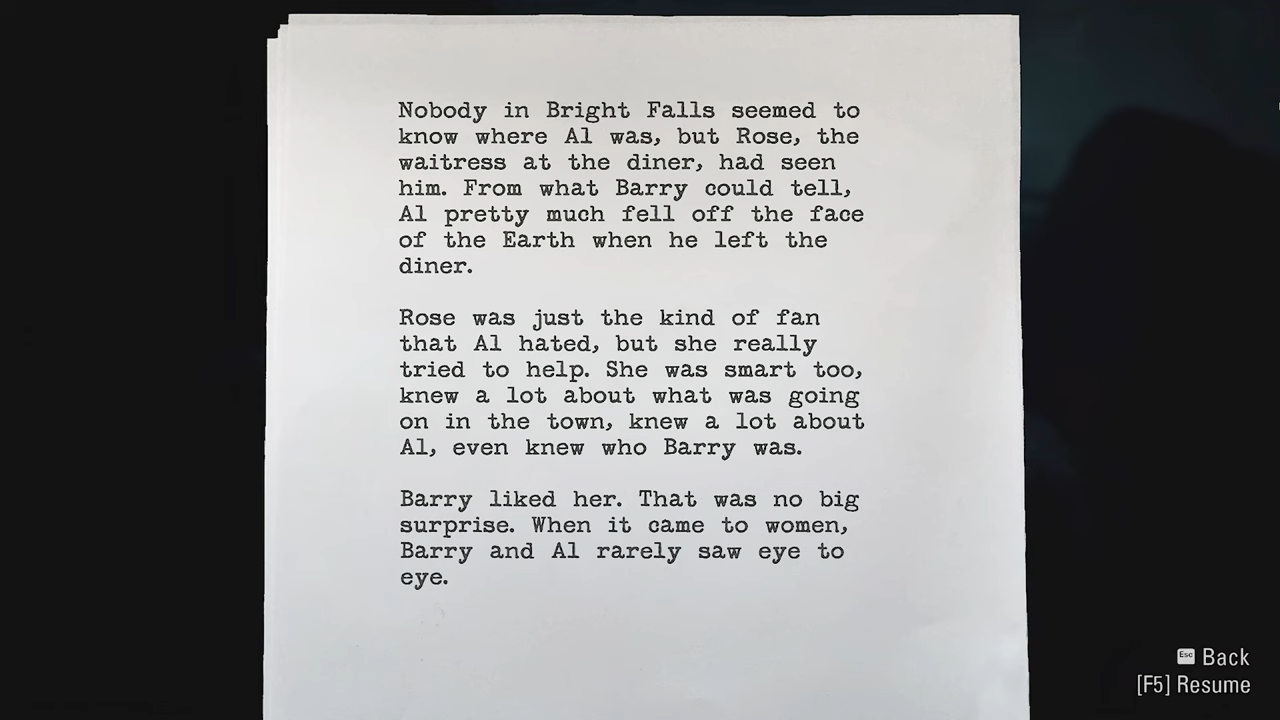 Nobody in Bright Falls seemed to
know where Al was, but Rose, the
waitress at the diner, had seen
him. From what Barry could tell,
Al pretty much fell off the face
of the Earth when he left the
diner.
Rose was just the kind of fan
that Al hated, but she really
tried to help. She was smart too,
knew a lot about what was going
on in the town, knew a lot about
Al, even knew who Barry was.
Barry liked her. That was no big
surprise. When it came to women,
Barry and Al rarely saw eye to
eye.
Esc Back
[F5] Resume